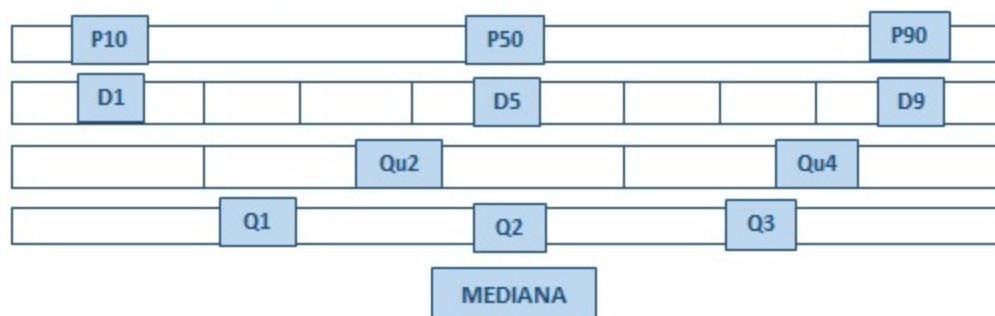 P10 P50 P90
D1 D5 D9
Qu2 Qu4
Q1 Q2 Q3
MEDIANA